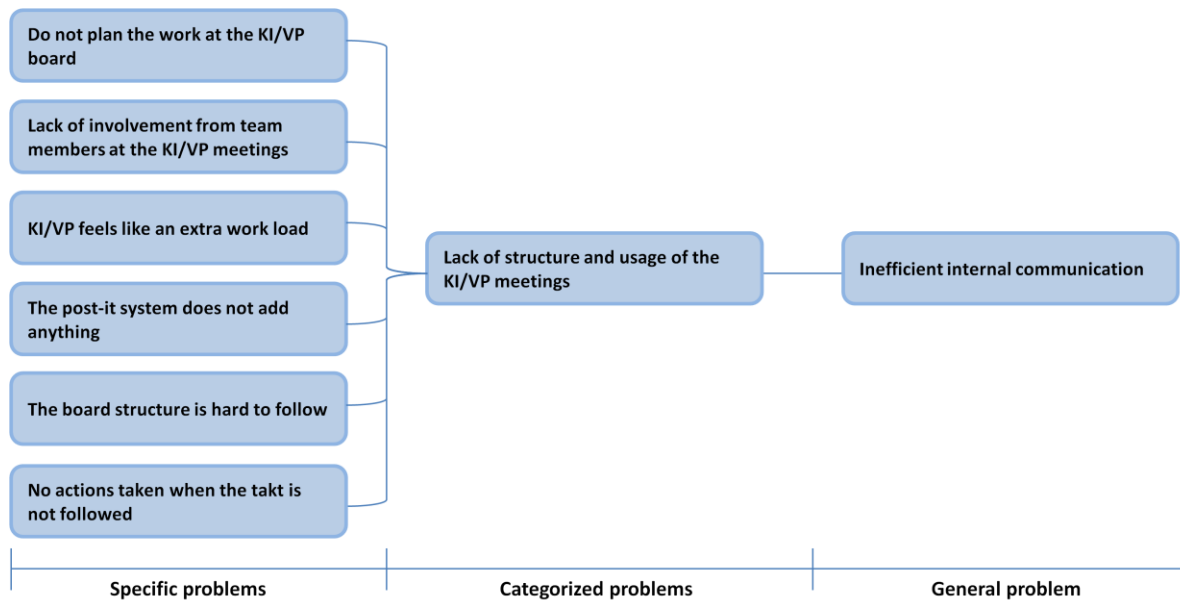 Do not plan the work at the KI/VP
board
Lack of involvement from team
members at the KI/VP meetings
KI/VP feels like an extra work load
The post-it system does not add
anything
The board structure is hard to follow
No actions taken when the takt is
not followed
Lack of structure and usage of the
KI/VP meetings
Inefficient internal communication
Specific problems
Categorized problems
General problem